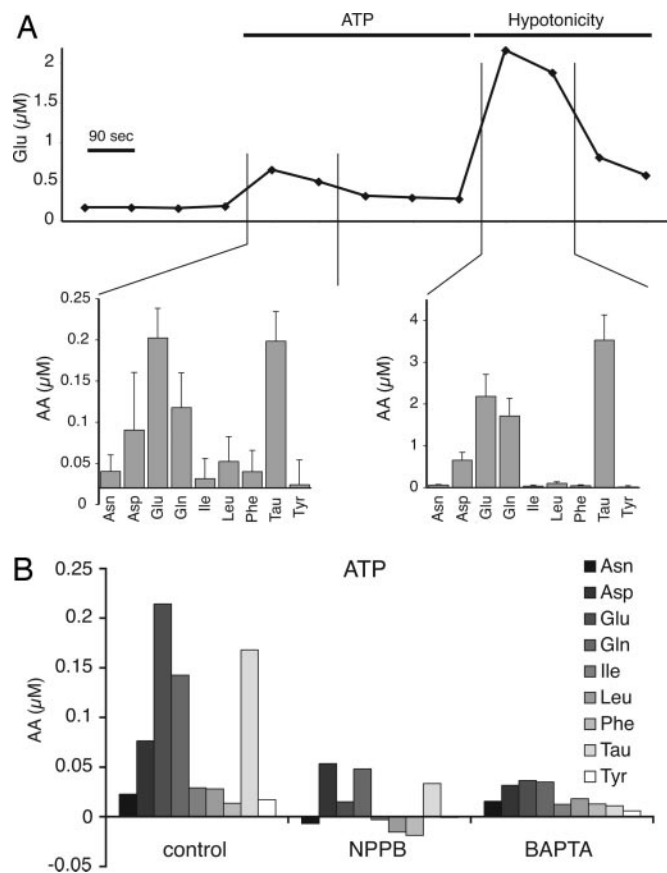 A
ATP
Hypotonicity
2
1.5
1
0.5
0
Glu (μM)
90 sec
0.25
0.2
0.15
0.1
0.05
0
AA (μM)
Asn
Asp
Glu
Gln
Ile
Leu
Phe
Tau
Tyr
4
3
2
1
0
AA (μM)
Asn
Asp
Glu
Gln
Ile
Leu
Phe
Tau
Tyr
B
ATP
0.25
0.2
0.15
0.1
0.05
0
-0.05
AA (μM)
Asn
Asp
Glu
Gln
Ile
Leu
Phe
Tau
Tyr
control
NPPB
BAPTA